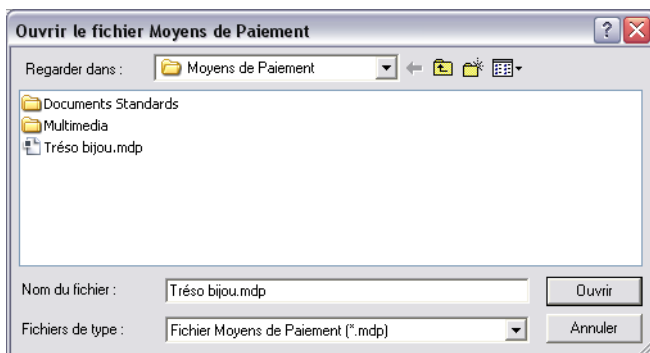 Ouvrir le fichier Moyens de Paiement
Regarder dans :
Moyens de Paiement
Documents Standards
Multimedia
Tréso bijou.mdp
Nom du fichier :
Tréso bijou.mdp
Ouvrir
Fichiers de type :
Fichier Moyens de Paiement (*.mdp)
Annuler